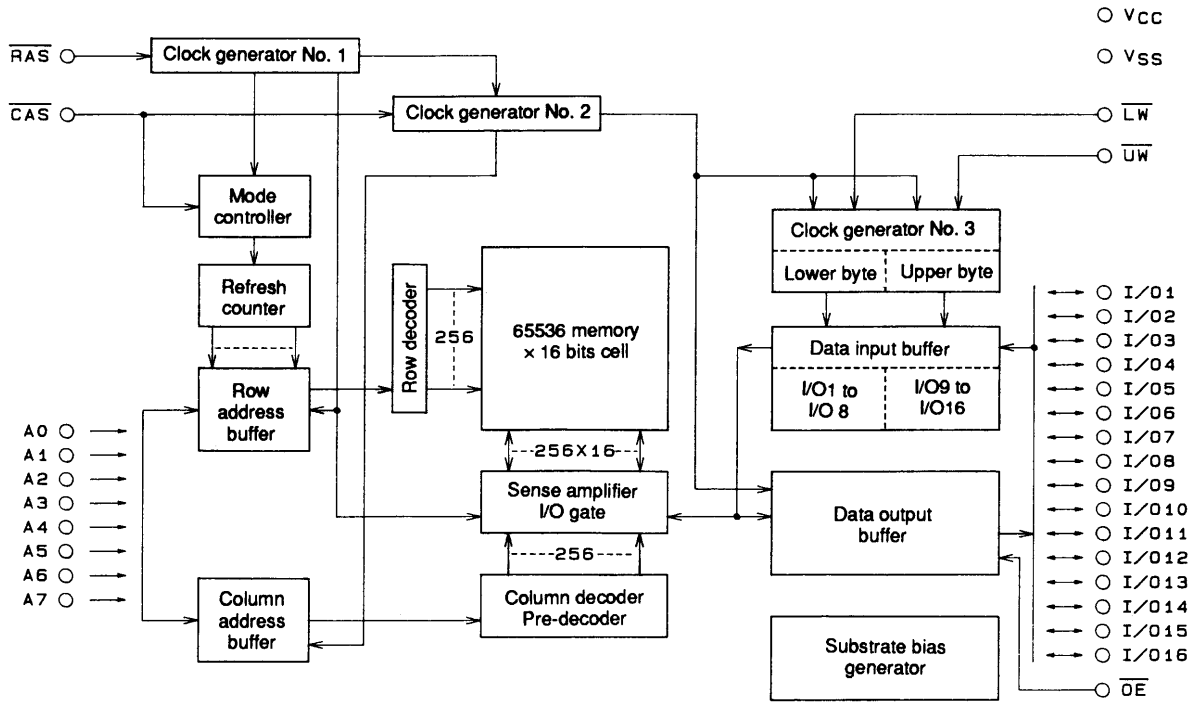 VCC
VSS
RAS
Clock generator No. 1
CAS
Clock generator No. 2
LW
UW
Mode
controller
Clock generator No. 3
Lower byte
Upper byte
Refresh
counter
Row decoder
256
65536 memory
× 16 bits cell
Data input buffer
I/O1 to
I/O 8
I/O9 to
I/O16
Row
address
buffer
256X16
A0
A1
A2
A3
A4
A5
A6
A7
Sense amplifier
I/O gate
Data output
buffer
256
Column
address
buffer
Column decoder
Pre-decoder
Substrate bias
generator
I/O1
I/O2
I/O3
I/O4
I/O5
I/O6
I/O7
I/O8
I/O9
I/O10
I/O11
I/O12
I/O13
I/O14
I/O15
I/O16
OE